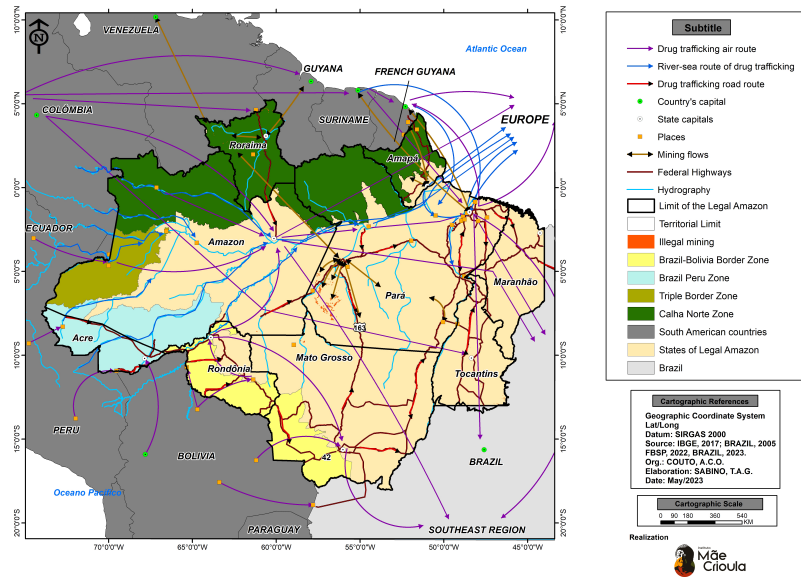 10°0'0"N
5°0'0"N
0°0'0"
5°0'0"S
10°0'0"S
15°0'0"S
20°0'0"S
70°0'0"W
65°0'0"W
60°0'0"W
55°0'0"W
50°0'0"W
45°0'0"W
N
VENEZUELA
Atlantic Ocean
GUYANA
FRENCH GUYANA
COLÔMBIA
SURINAME
EUROPE
Roraima
Amapá
ECUADOR
Amazon
Pará
Maranhão
163
Acre
Rondônia
Mato Grosso
Tocantins
PERU
BOLIVIA
42
BRAZIL
Oceano Pacífico
PARAGUAY
SOUTHEAST REGION
Subtitle
Drug trafficking air route
River-sea route of drug trafficking
Drug trafficking road route
Country's capital
State capitals
Places
Mining flows
Federal Highways
Hydrography
Limit of the Legal Amazon
Territorial Limit
Illegal mining
Brazil-Bolivia Border Zone
Brazil Peru Zone
Triple Border Zone
Calha Norte Zone
South American countries
States of Legal Amazon
Brazil
Cartographic References
Geographic Coordinate System
Lat/Long
Datum: SIRGAS 2000
Source: IBGE, 2017; BRAZIL, 2005
FBSP, 2022, BRAZIL, 2023.
Org.: COUTO, A.C.O.
Elaboration: SABINO, T.A.G.
Date: May/2023
Cartographic Scale
0 90 180 360 540
KM
Realization
Mãe
Crioula